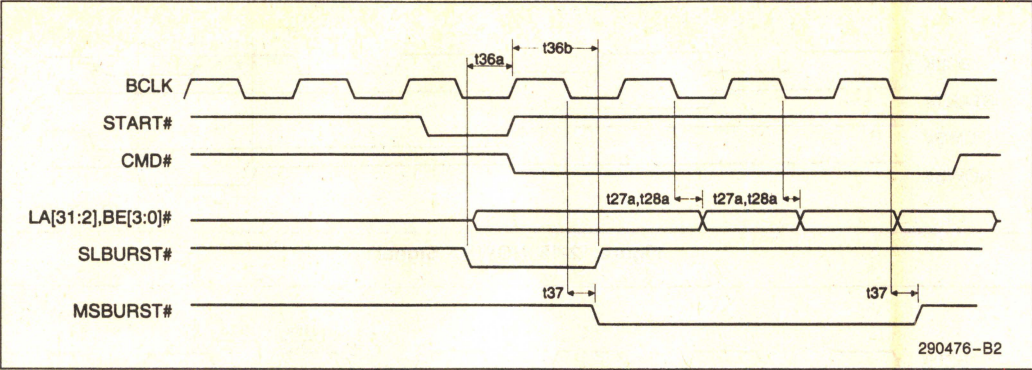 t36b
t36a
BCLK
START#
CMD#
t27a,t28a t27a,t28a
LA[31:2],BE[3:0]#
SLBURST#
t37 t37
MSBURST#
290476-B2